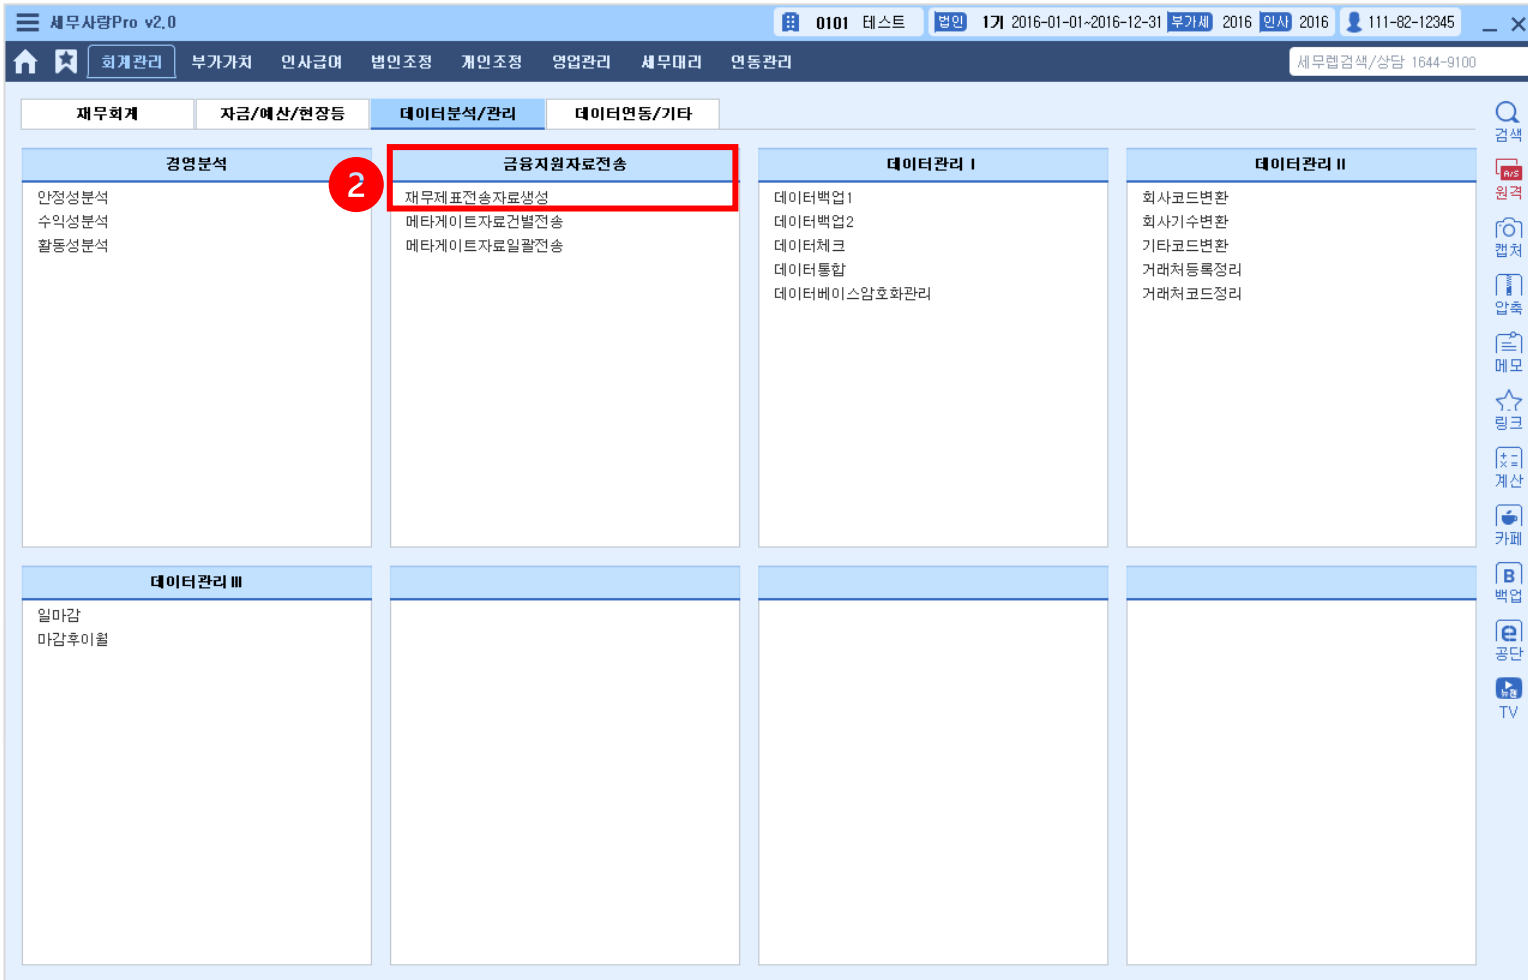 세무사랑Pro v2.0
0101 테스트 법인 1기 2016-01-01~2016-12-31 부가세 2016 인사 2016 111-82-12345
회계관리 부가가치 인사급여 법인조정 개인조정 영업관리 세무대리 연동관리
세무렙검색/상담 1644-9100
재무회계 자금/예산/현장등 데이터분석/관리 데이터연동/기타
경영분석
안정성분석
수익성분석
활동성분석
2
금융지원자료전송
재무제표전송자료생성
메타게이트자료건별전송
메타게이트자료일괄전송
데이터관리 I
데이터백업1
데이터백업2
데이터체크
데이터통합
데이터베이스암호화관리
데이터관리 II
회사코드변환
회사기수변환
기타코드변환
거래처등록정리
거래처코드정리
데이터관리 III
일마감
마감후이월
검색
A/S
원격
캡처
압축
메모
링크
계산
카페
B
백업
e
공단
뉴젠
TV